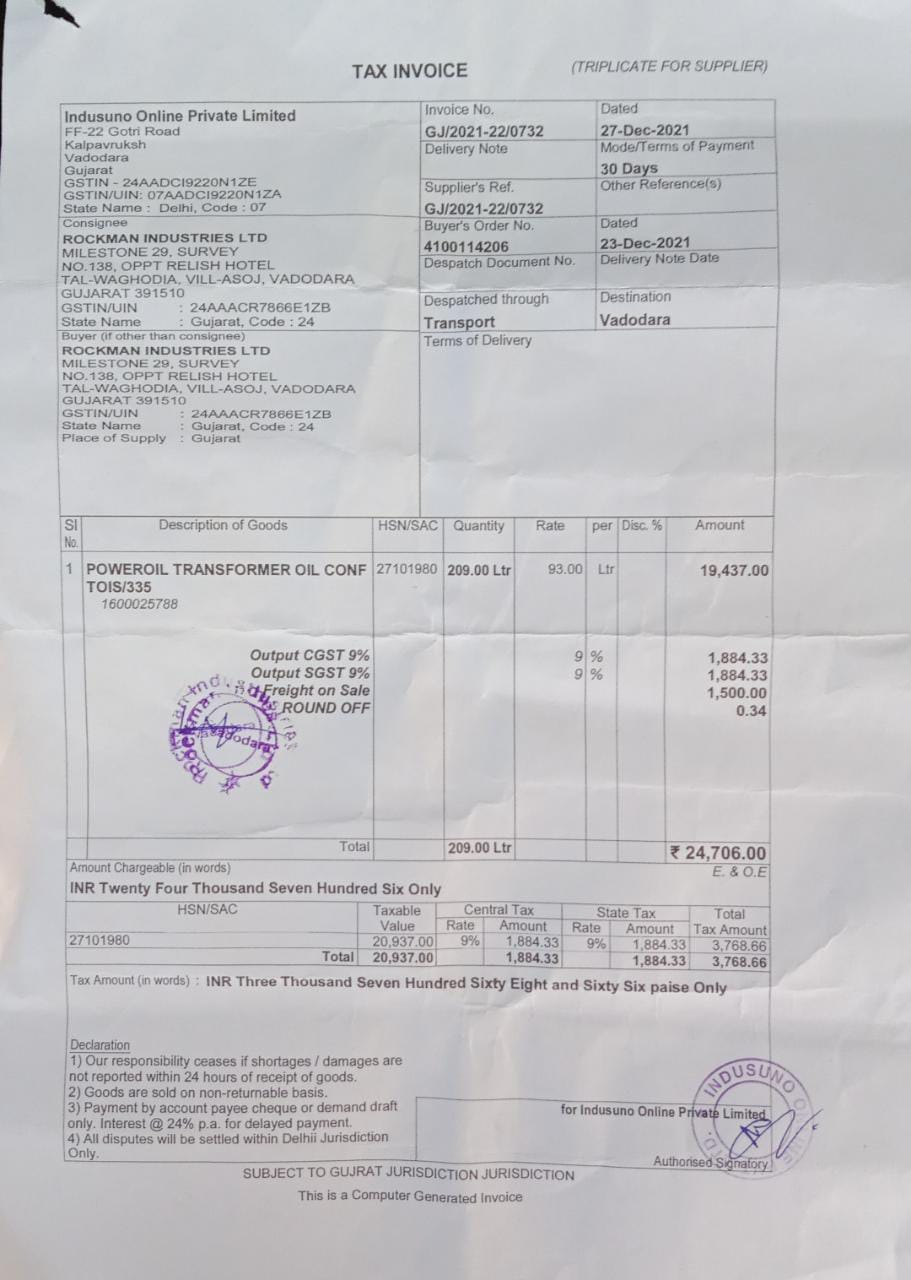 TAX INVOICE
(TRIPLICATE FOR SUPPLIER)
Indusuno Online Private Limited
FF-22 Gotri Road
Kalpavruksh
Vadodara
Gujarat
GSTIN - 24AADCI9220N1ZE
GSTIN/UIN: 07AADCI9220N1ZA
State Name : Delhi, Code : 07
Invoice No.
GJ/2021-22/0732
Dated
27-Dec-2021
Delivery Note
Mode/Terms of Payment
30 Days
Supplier's Ref.
GJ/2021-22/0732
Other Reference(s)
Buyer's Order No.
4100114206
Dated
23-Dec-2021
Despatch Document No.
Delivery Note Date
Despatched through
Transport
Destination
Vadodara
Terms of Delivery
Consignee
ROCKMAN INDUSTRIES LTD
MILESTONE 29, SURVEY
NO.138, OPPT RELISH HOTEL
TAL-WAGHODIA, VILL-ASOJ, VADODARA
GUJARAT 391510
GSTIN/UIN : 24AAACR7866E1ZB
State Name : Gujarat, Code : 24
Buyer (if other than consignee)
ROCKMAN INDUSTRIES LTD
MILESTONE 29, SURVEY
NO.138, OPPT RELISH HOTEL
TAL-WAGHODIA, VILL-ASOJ, VADODARA
GUJARAT 391510
GSTIN/UIN : 24AAACR7866E1ZB
State Name : Gujarat, Code : 24
Place of Supply : Gujarat
Sl No. Description of Goods HSN/SAC Quantity Rate per Disc. % Amount
1 POWEROIL TRANSFORMER OIL CONF 27101980 209.00 Ltr 93.00 Ltr 19,437.00
TOIS/335
1600025788
Output CGST 9% 9 % 1,884.33
Output SGST 9% 9 % 1,884.33
Freight on Sale 1,500.00
ROUND OFF 0.34
Total 209.00 Ltr ₹ 24,706.00
Amount Chargeable (in words) E. & O.E
INR Twenty Four Thousand Seven Hundred Six Only
HSN/SAC Taxable Value Central Tax Rate Amount State Tax Rate Amount Total Tax Amount
27101980 20,937.00 9% 1,884.33 9% 1,884.33 3,768.66
Total 20,937.00 1,884.33 1,884.33 3,768.66
Tax Amount (in words) : INR Three Thousand Seven Hundred Sixty Eight and Sixty Six paise Only
Declaration
1) Our responsibility ceases if shortages / damages are
not reported within 24 hours of receipt of goods.
2) Goods are sold on non-returnable basis.
3) Payment by account payee cheque or demand draft
only. Interest @ 24% p.a. for delayed payment.
4) All disputes will be settled within Delhii Jurisdiction
Only.
for Indusuno Online Private Limited
Authorised Signatory
INDUSUNO
SUBJECT TO GUJRAT JURISDICTION JURISDICTION
This is a Computer Generated Invoice